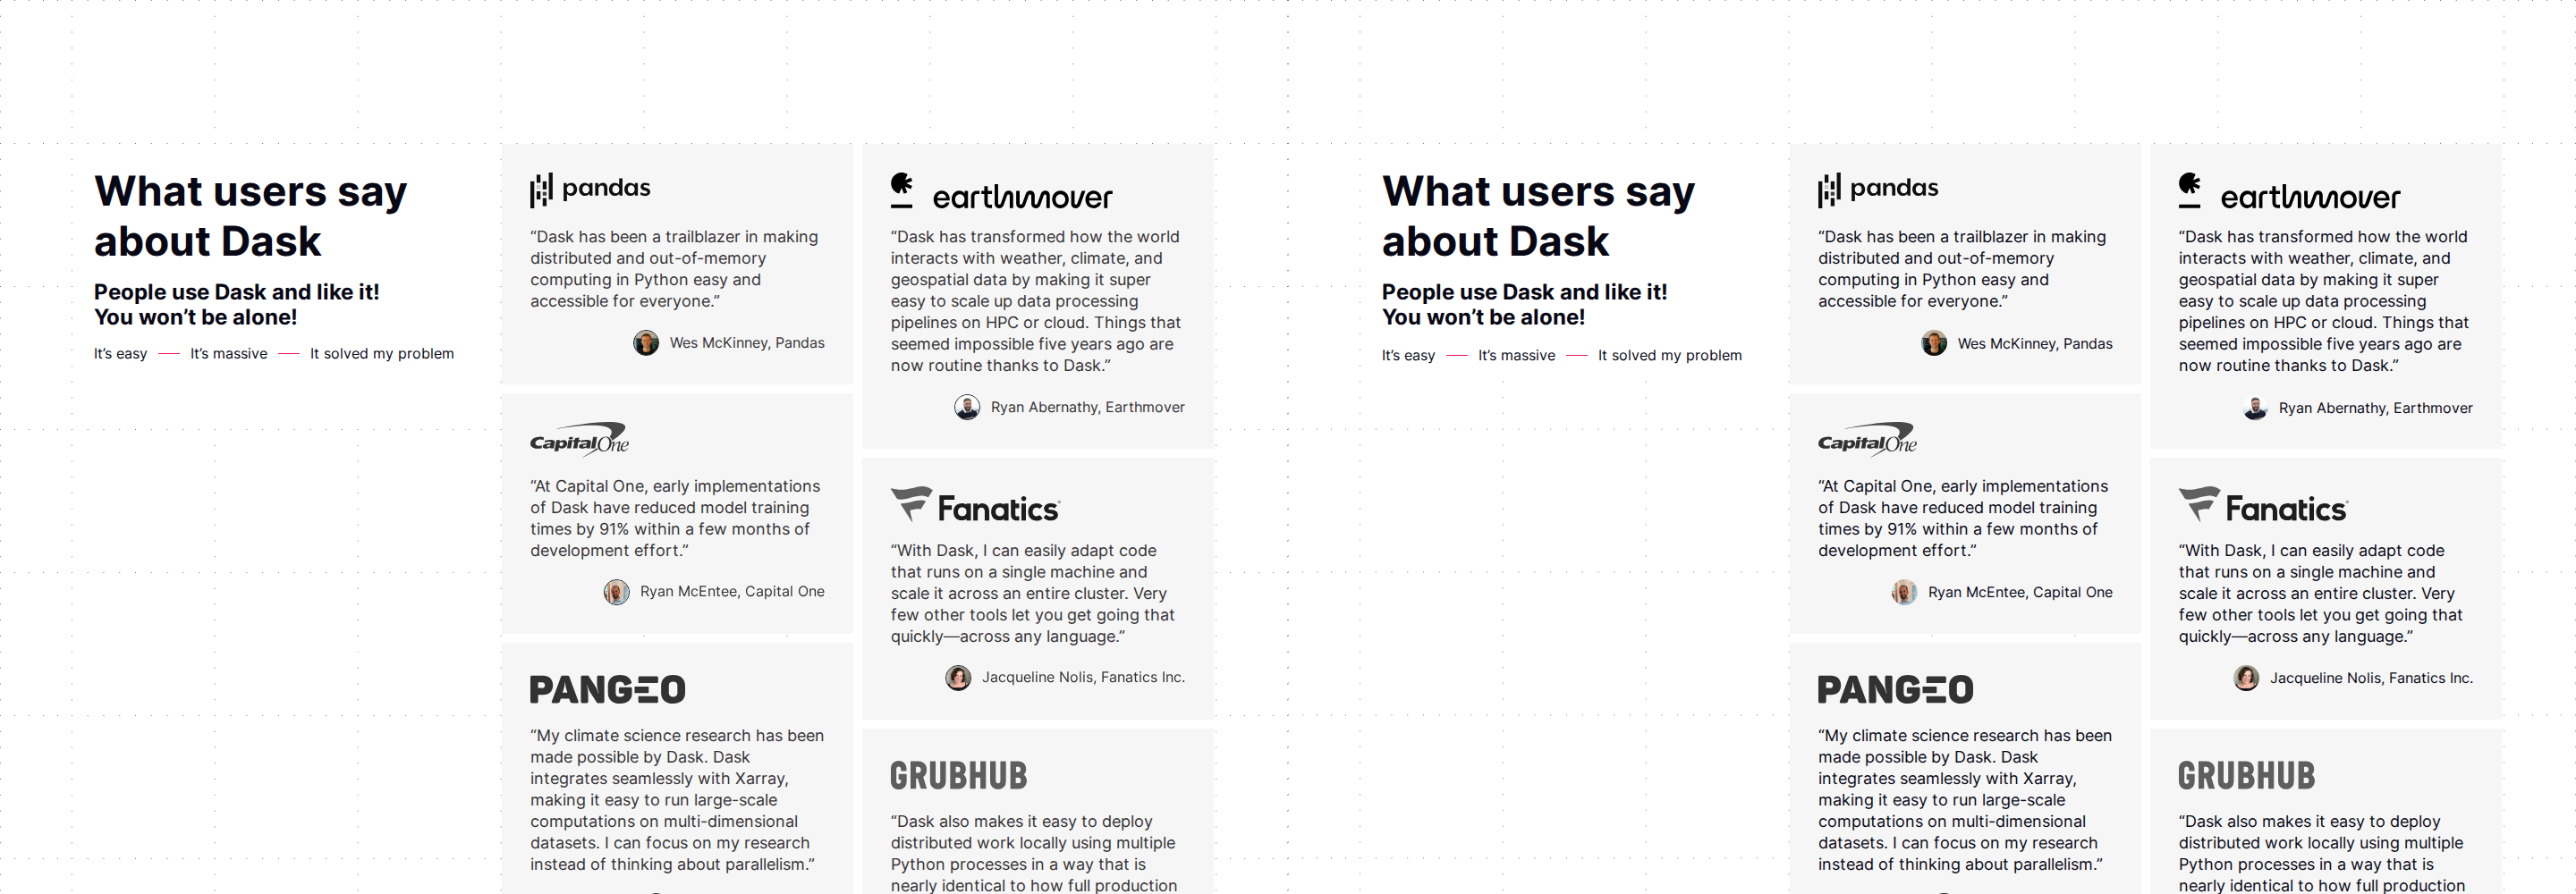 What users say
about Dask
People use Dask and like it!
You won’t be alone!
It’s easy — It’s massive — It solved my problem
pandas
“Dask has been a trailblazer in making
distributed and out-of-memory
computing in Python easy and
accessible for everyone.”
Wes McKinney, Pandas
CapitalOne
“At Capital One, early implementations
of Dask have reduced model training
times by 91% within a few months of
development effort.”
Ryan McEntee, Capital One
PANGEO
“My climate science research has been
made possible by Dask. Dask
integrates seamlessly with Xarray,
making it easy to run large-scale
computations on multi-dimensional
datasets. I can focus on my research
instead of thinking about parallelism.”
earthmover
“Dask has transformed how the world
interacts with weather, climate, and
geospatial data by making it super
easy to scale up data processing
pipelines on HPC or cloud. Things that
seemed impossible five years ago are
now routine thanks to Dask.”
Ryan Abernathy, Earthmover
Fanatics
“With Dask, I can easily adapt code
that runs on a single machine and
scale it across an entire cluster. Very
few other tools let you get going that
quickly—across any language.”
Jacqueline Nolis, Fanatics Inc.
GRUBHUB
“Dask also makes it easy to deploy
distributed work locally using multiple
Python processes in a way that is
nearly identical to how full production
What users say
about Dask
People use Dask and like it!
You won’t be alone!
It’s easy — It’s massive — It solved my problem
pandas
“Dask has been a trailblazer in making
distributed and out-of-memory
computing in Python easy and
accessible for everyone.”
Wes McKinney, Pandas
CapitalOne
“At Capital One, early implementations
of Dask have reduced model training
times by 91% within a few months of
development effort.”
Ryan McEntee, Capital One
PANGEO
“My climate science research has been
made possible by Dask. Dask
integrates seamlessly with Xarray,
making it easy to run large-scale
computations on multi-dimensional
datasets. I can focus on my research
instead of thinking about parallelism.”
earthmover
“Dask has transformed how the world
interacts with weather, climate, and
geospatial data by making it super
easy to scale up data processing
pipelines on HPC or cloud. Things that
seemed impossible five years ago are
now routine thanks to Dask.”
Ryan Abernathy, Earthmover
Fanatics
“With Dask, I can easily adapt code
that runs on a single machine and
scale it across an entire cluster. Very
few other tools let you get going that
quickly—across any language.”
Jacqueline Nolis, Fanatics Inc.
GRUBHUB
“Dask also makes it easy to deploy
distributed work locally using multiple
Python processes in a way that is
nearly identical to how full production